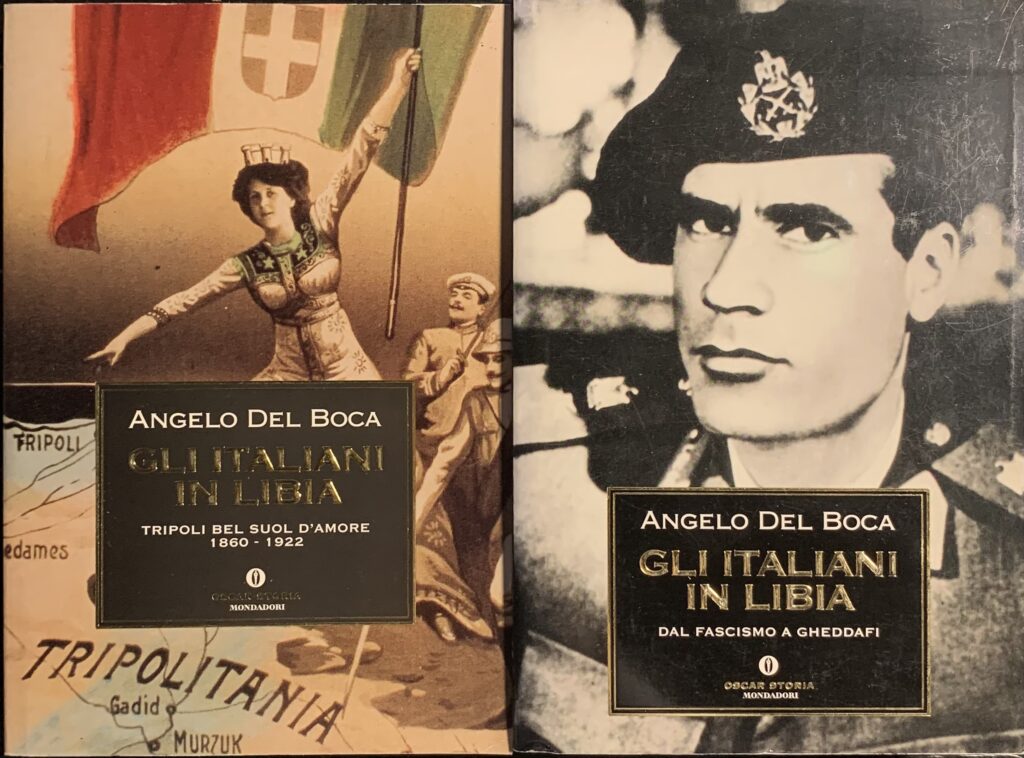 TRIPOLI
edames
ANGELO DEL BOCA
GLI ITALIANI
IN LIBIA
TRIPOLI BEL SUOL D'AMORE
1860 - 1922
OSCAR STORIA
MONDADORI
TRIPOLITANIA
Gadid
MURZUK
ANGELO DEL BOCA
GLI ITALIANI
IN LIBIA
DAL FASCISMO A GHEDDAFI
OSCAR STORIA
MONDADORI